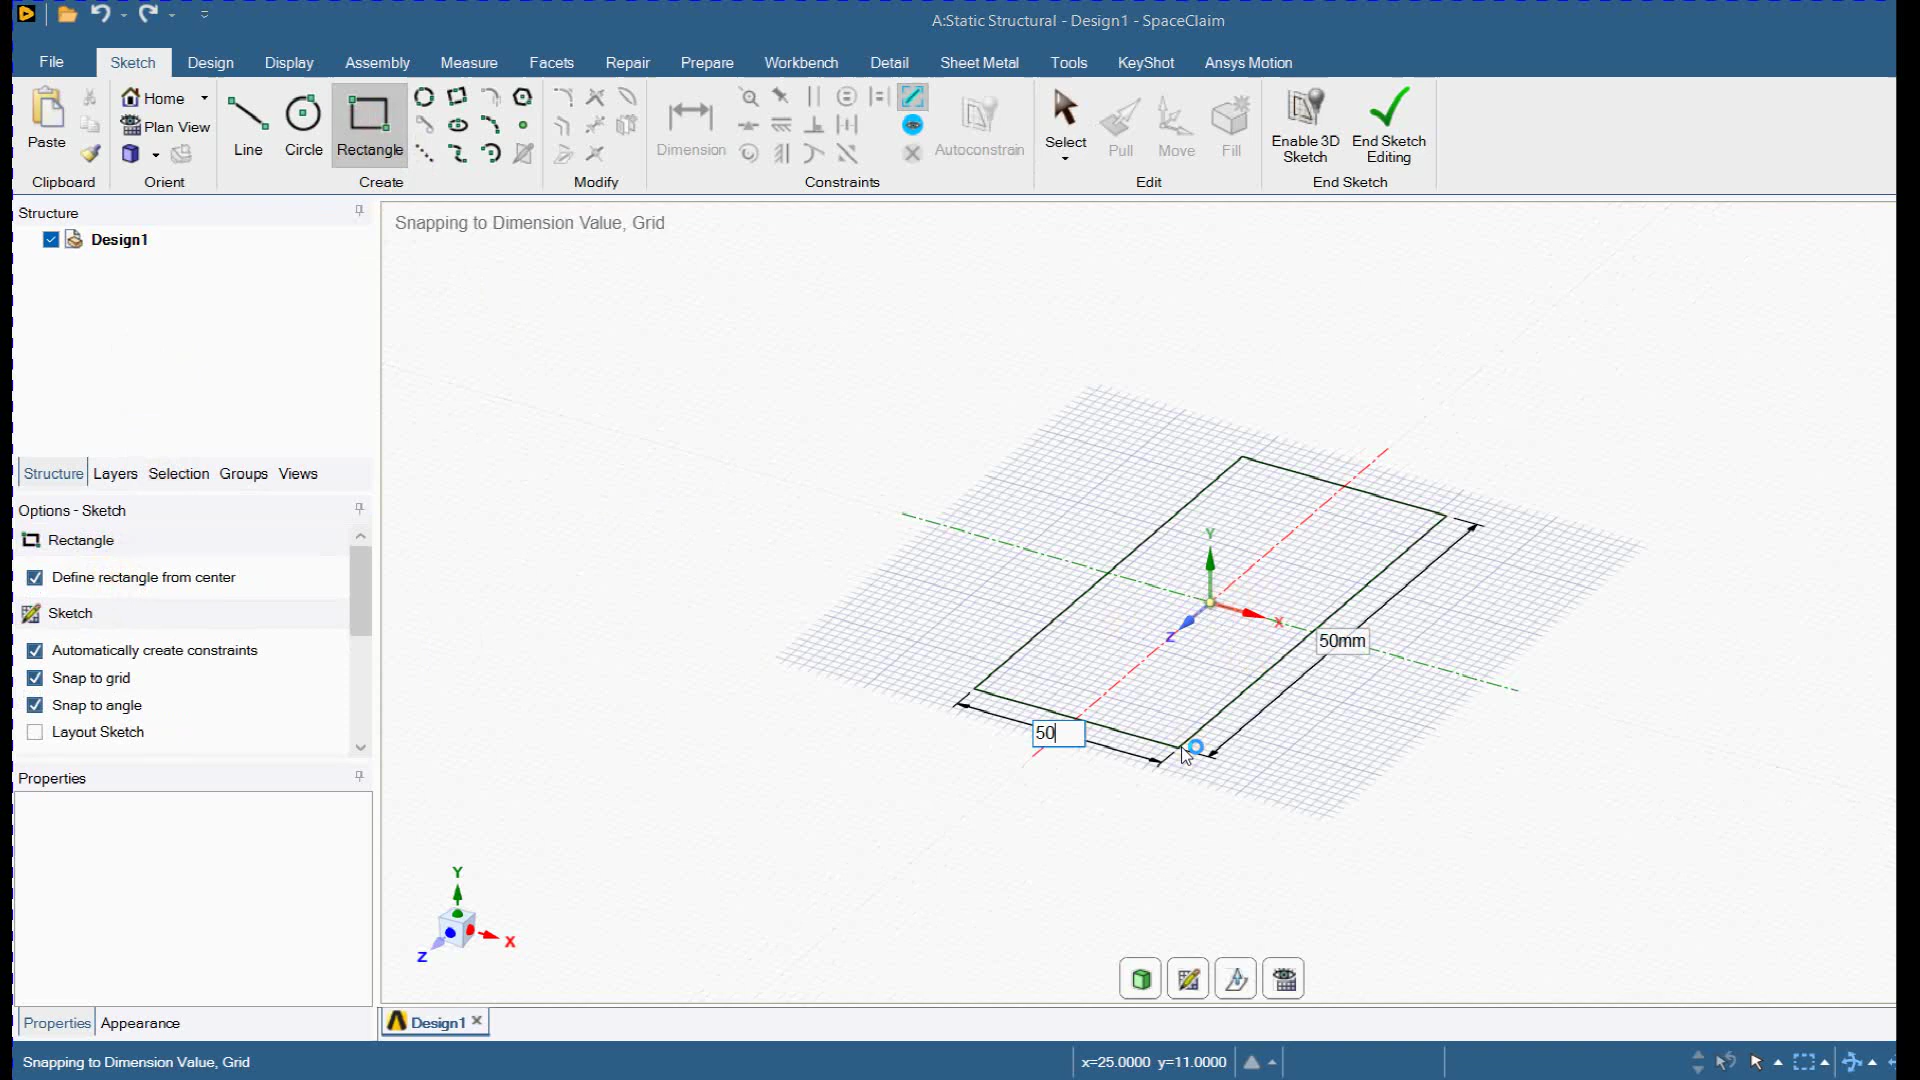 A:Static Structural - Design1 - SpaceClaim
File Sketch Design Display Assembly Measure Facets Repair Prepare Workbench Detail Sheet Metal Tools KeyShot Ansys Motion
Paste
Home
Plan View
Line
Circle
Rectangle
Dimension
Autoconstrain
Select
Pull
Move
Fill
Enable 3D
Sketch
End Sketch
Editing
Clipboard
Orient
Create
Modify
Constraints
Edit
End Sketch
Structure
Design1
Snapping to Dimension Value, Grid
Structure Layers Selection Groups Views
Options - Sketch
Rectangle
Define rectangle from center
Sketch
Automatically create constraints
Snap to grid
Snap to angle
Layout Sketch
Properties
Y
X
Z
50mm
50
Y
X
Z
Properties Appearance
Design1
Snapping to Dimension Value, Grid
x=25.0000 y=11.0000